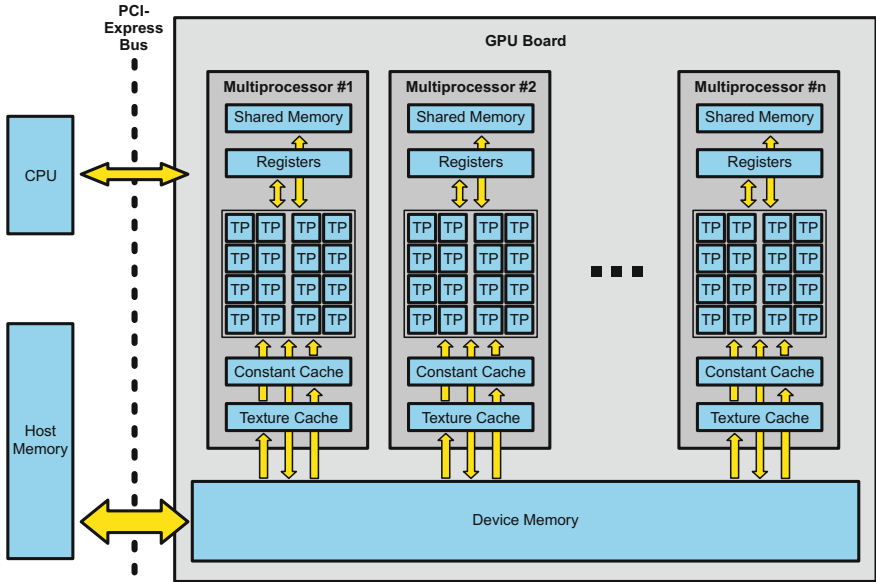 PCI-
Express
Bus
GPU Board
CPU
Host
Memory
Multiprocessor #1
Shared Memory
Registers
TP TP TP TP
TP TP TP TP
TP TP TP TP
TP TP TP TP
Constant Cache
Texture Cache
Multiprocessor #2
Shared Memory
Registers
TP TP TP TP
TP TP TP TP
TP TP TP TP
TP TP TP TP
Constant Cache
Texture Cache
Multiprocessor #n
Shared Memory
Registers
TP TP TP TP
TP TP TP TP
TP TP TP TP
TP TP TP TP
Constant Cache
Texture Cache
Device Memory